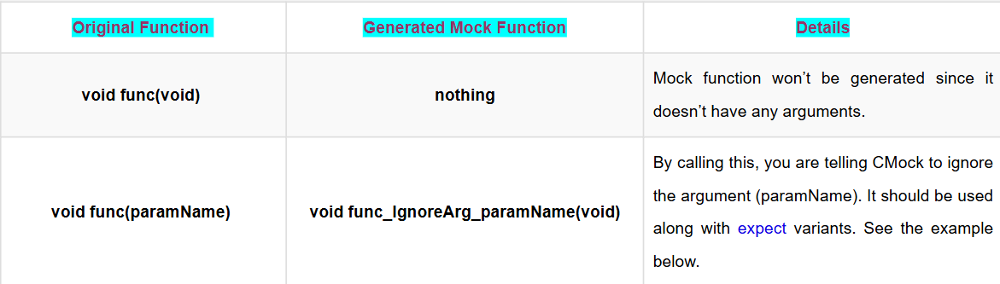 Original Function
Generated Mock Function
Details
void func(void)
nothing
Mock function won’t be generated since it
doesn’t have any arguments.
void func(paramName)
void func_IgnoreArg_paramName(void)
By calling this, you are telling CMock to ignore
the argument (paramName). It should be used
along with expect variants. See the example
below.